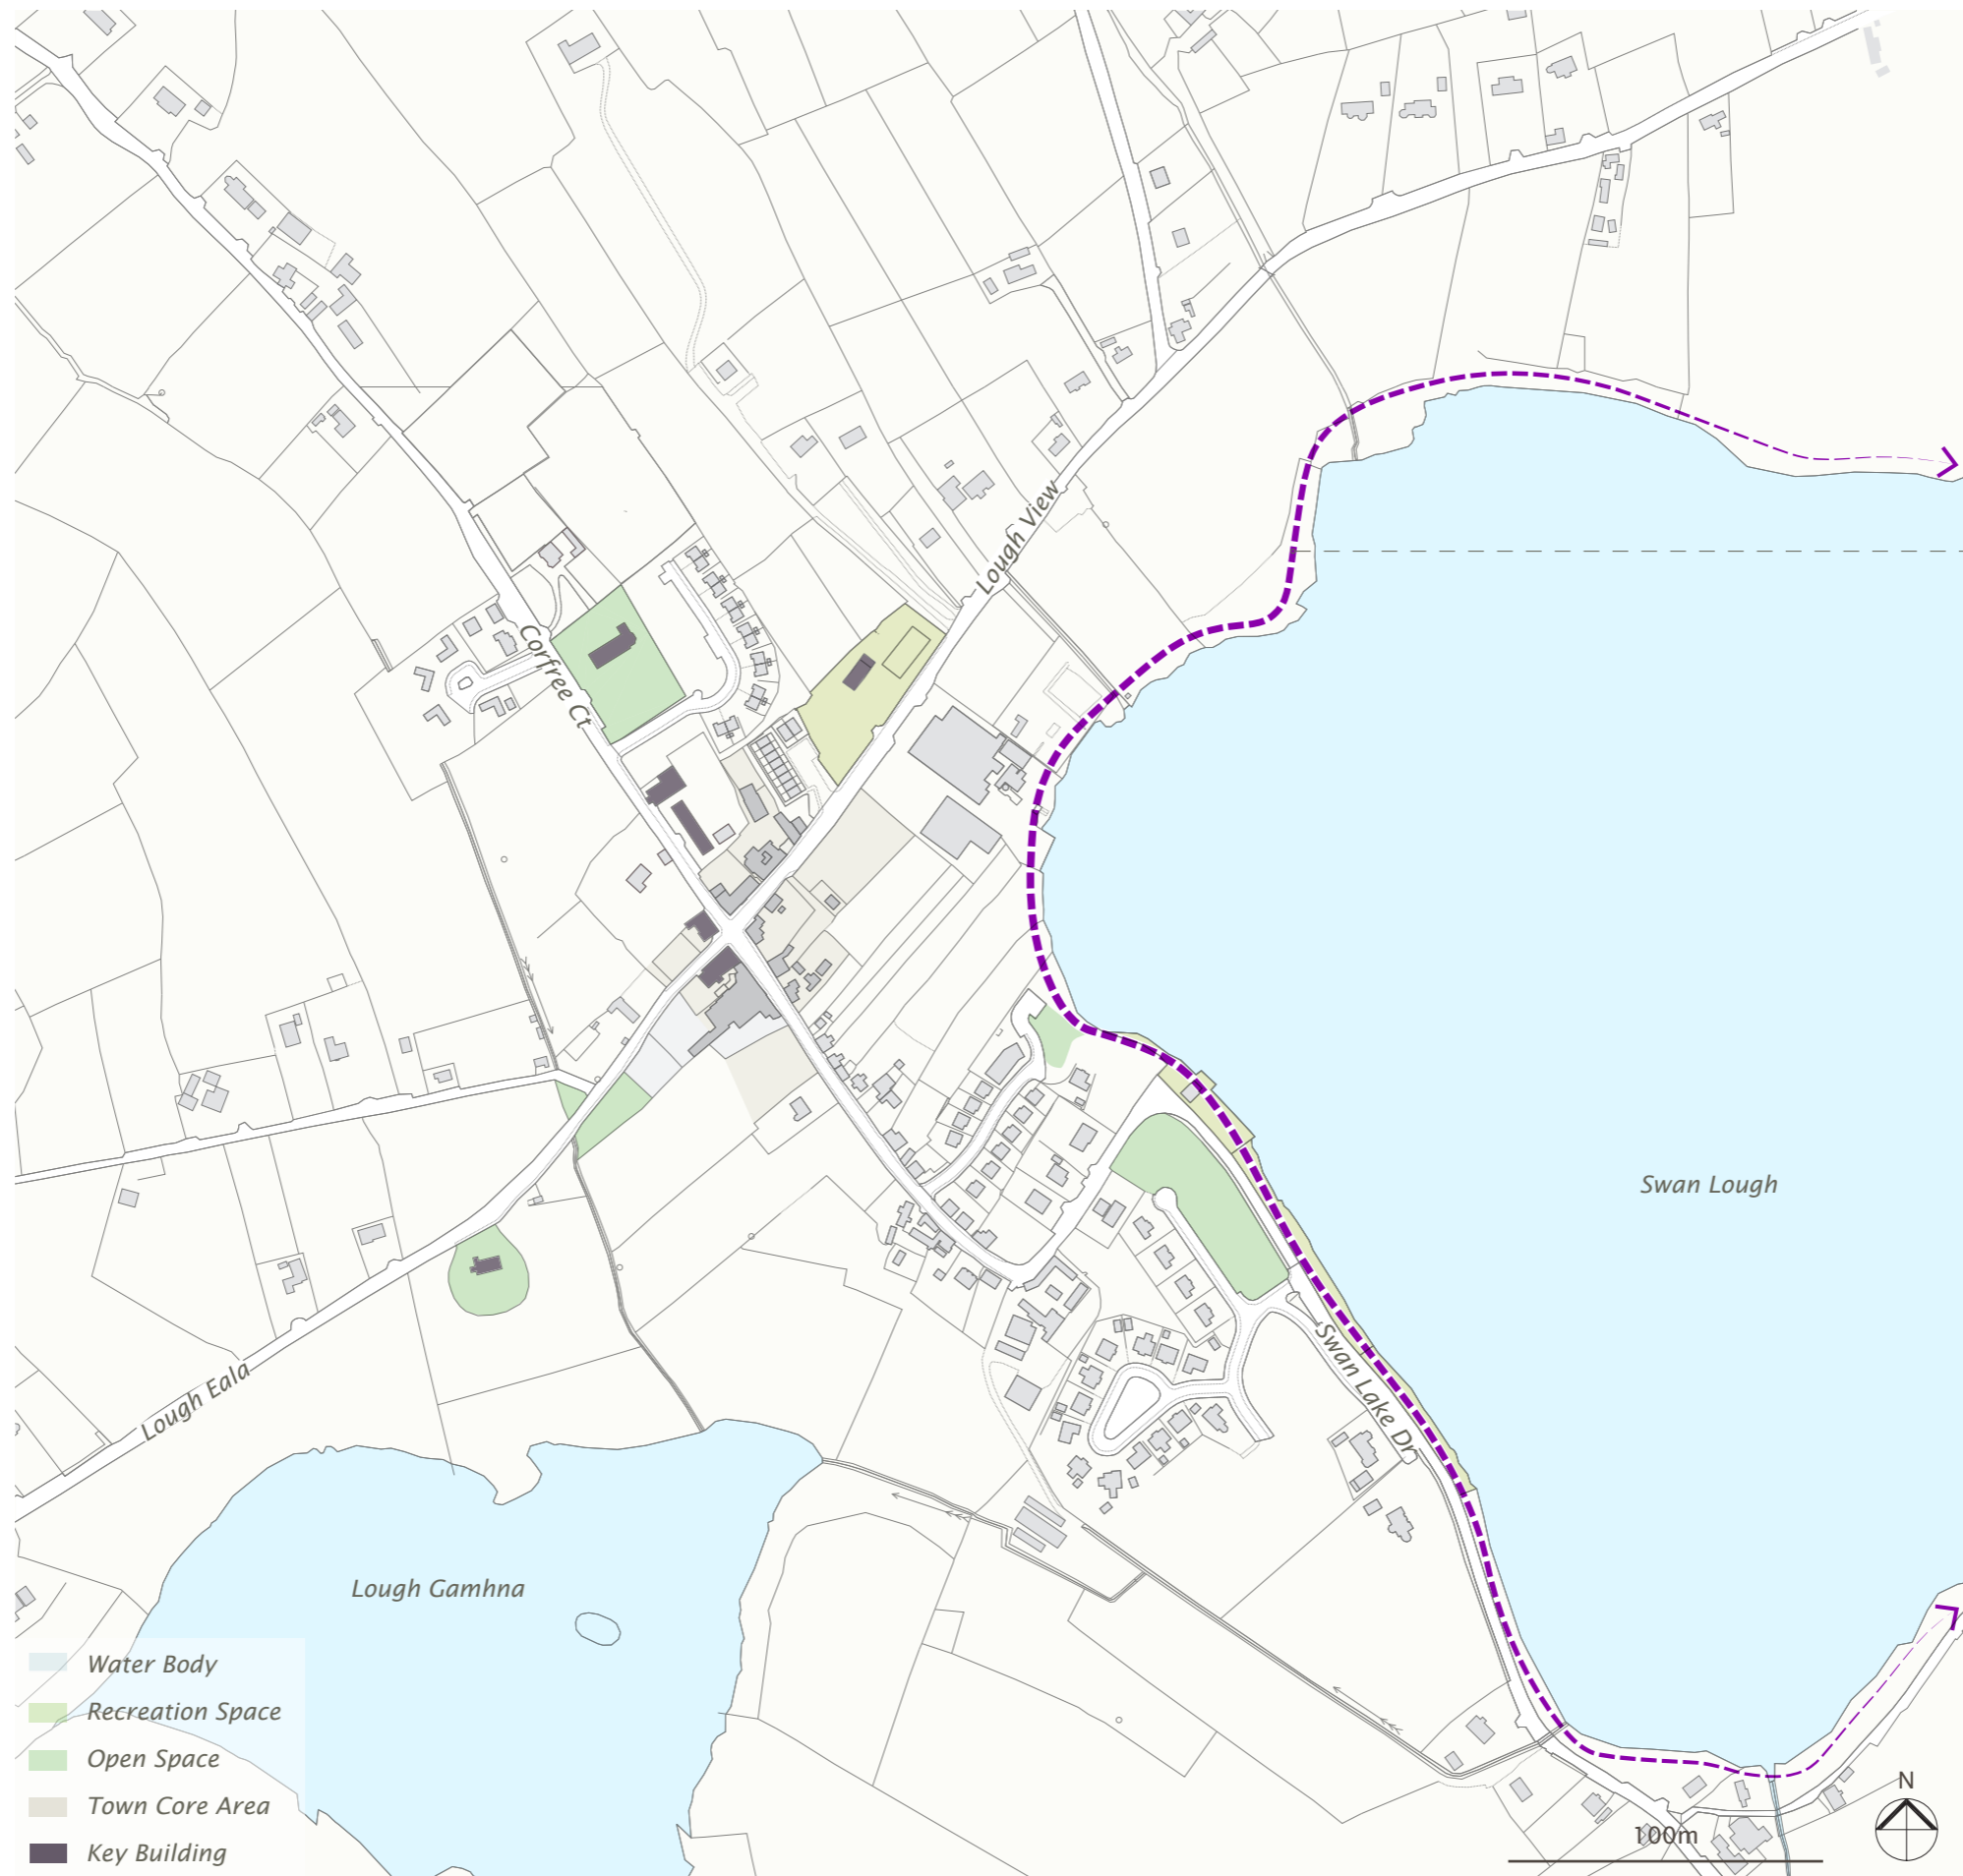 Lough View
Corfree Ct
Swan Lough
Swan Lake Dr
Lough Eala
Lough Gamhna
Water Body
Recreation Space
Open Space
Town Core Area
Key Building
N
100m